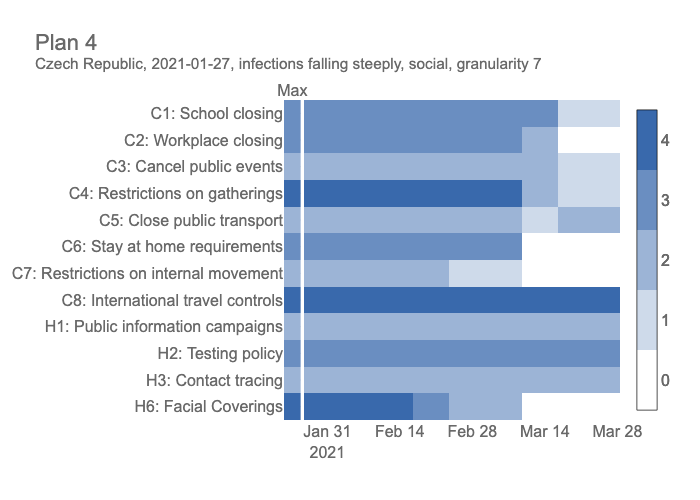 Plan 4
Czech Republic, 2021-01-27, infections falling steeply, social, granularity 7
Max
C1: School closing
C2: Workplace closing
C3: Cancel public events
C4: Restrictions on gatherings
C5: Close public transport
C6: Stay at home requirements
C7: Restrictions on internal movement
C8: International travel controls
H1: Public information campaigns
H2: Testing policy
H3: Contact tracing
H6: Facial Coverings
4
3
2
1
0
Jan 31 Feb 14 Feb 28 Mar 14 Mar 28
2021